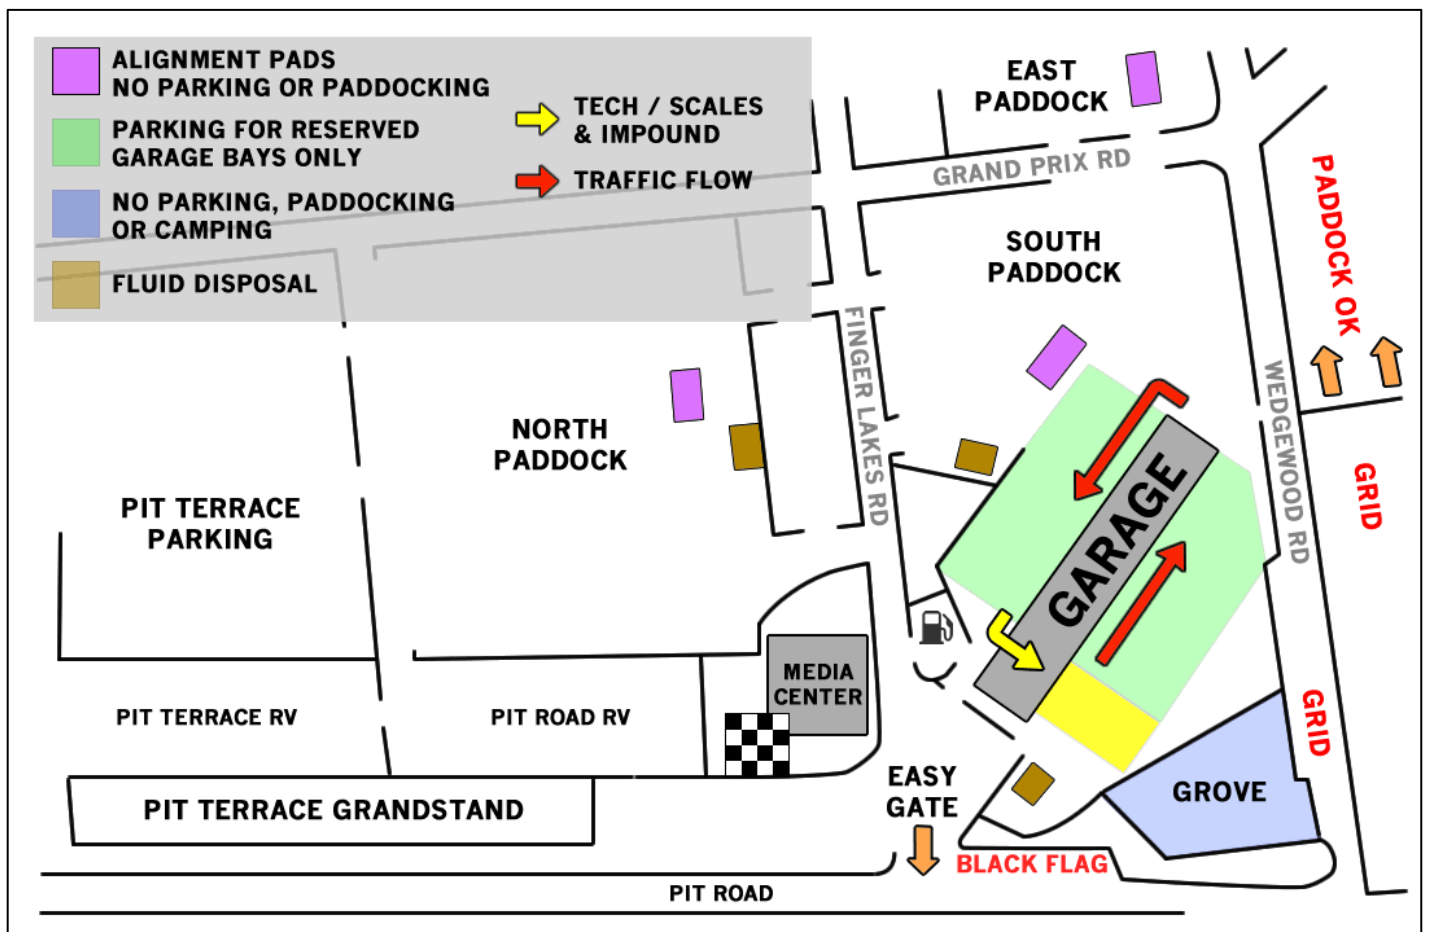 ALIGNMENT PADS
NO PARKING OR PADDOCKING
PARKING FOR RESERVED
GARAGE BAYS ONLY
NO PARKING, PADDOCKING
OR CAMPING
FLUID DISPOSAL
TECH / SCALES
& IMPOUND
TRAFFIC FLOW
EAST
PADDOCK
GRAND PRIX RD
PADDOCK OK
SOUTH
PADDOCK
FINGER LAKES RD
WEDGEWOOD RD
NORTH
PADDOCK
GRID
PIT TERRACE
PARKING
GARAGE
MEDIA
CENTER
PIT TERRACE RV
PIT ROAD RV
GRID
EASY
GATE
GROVE
PIT TERRACE GRANDSTAND
BLACK FLAG
PIT ROAD